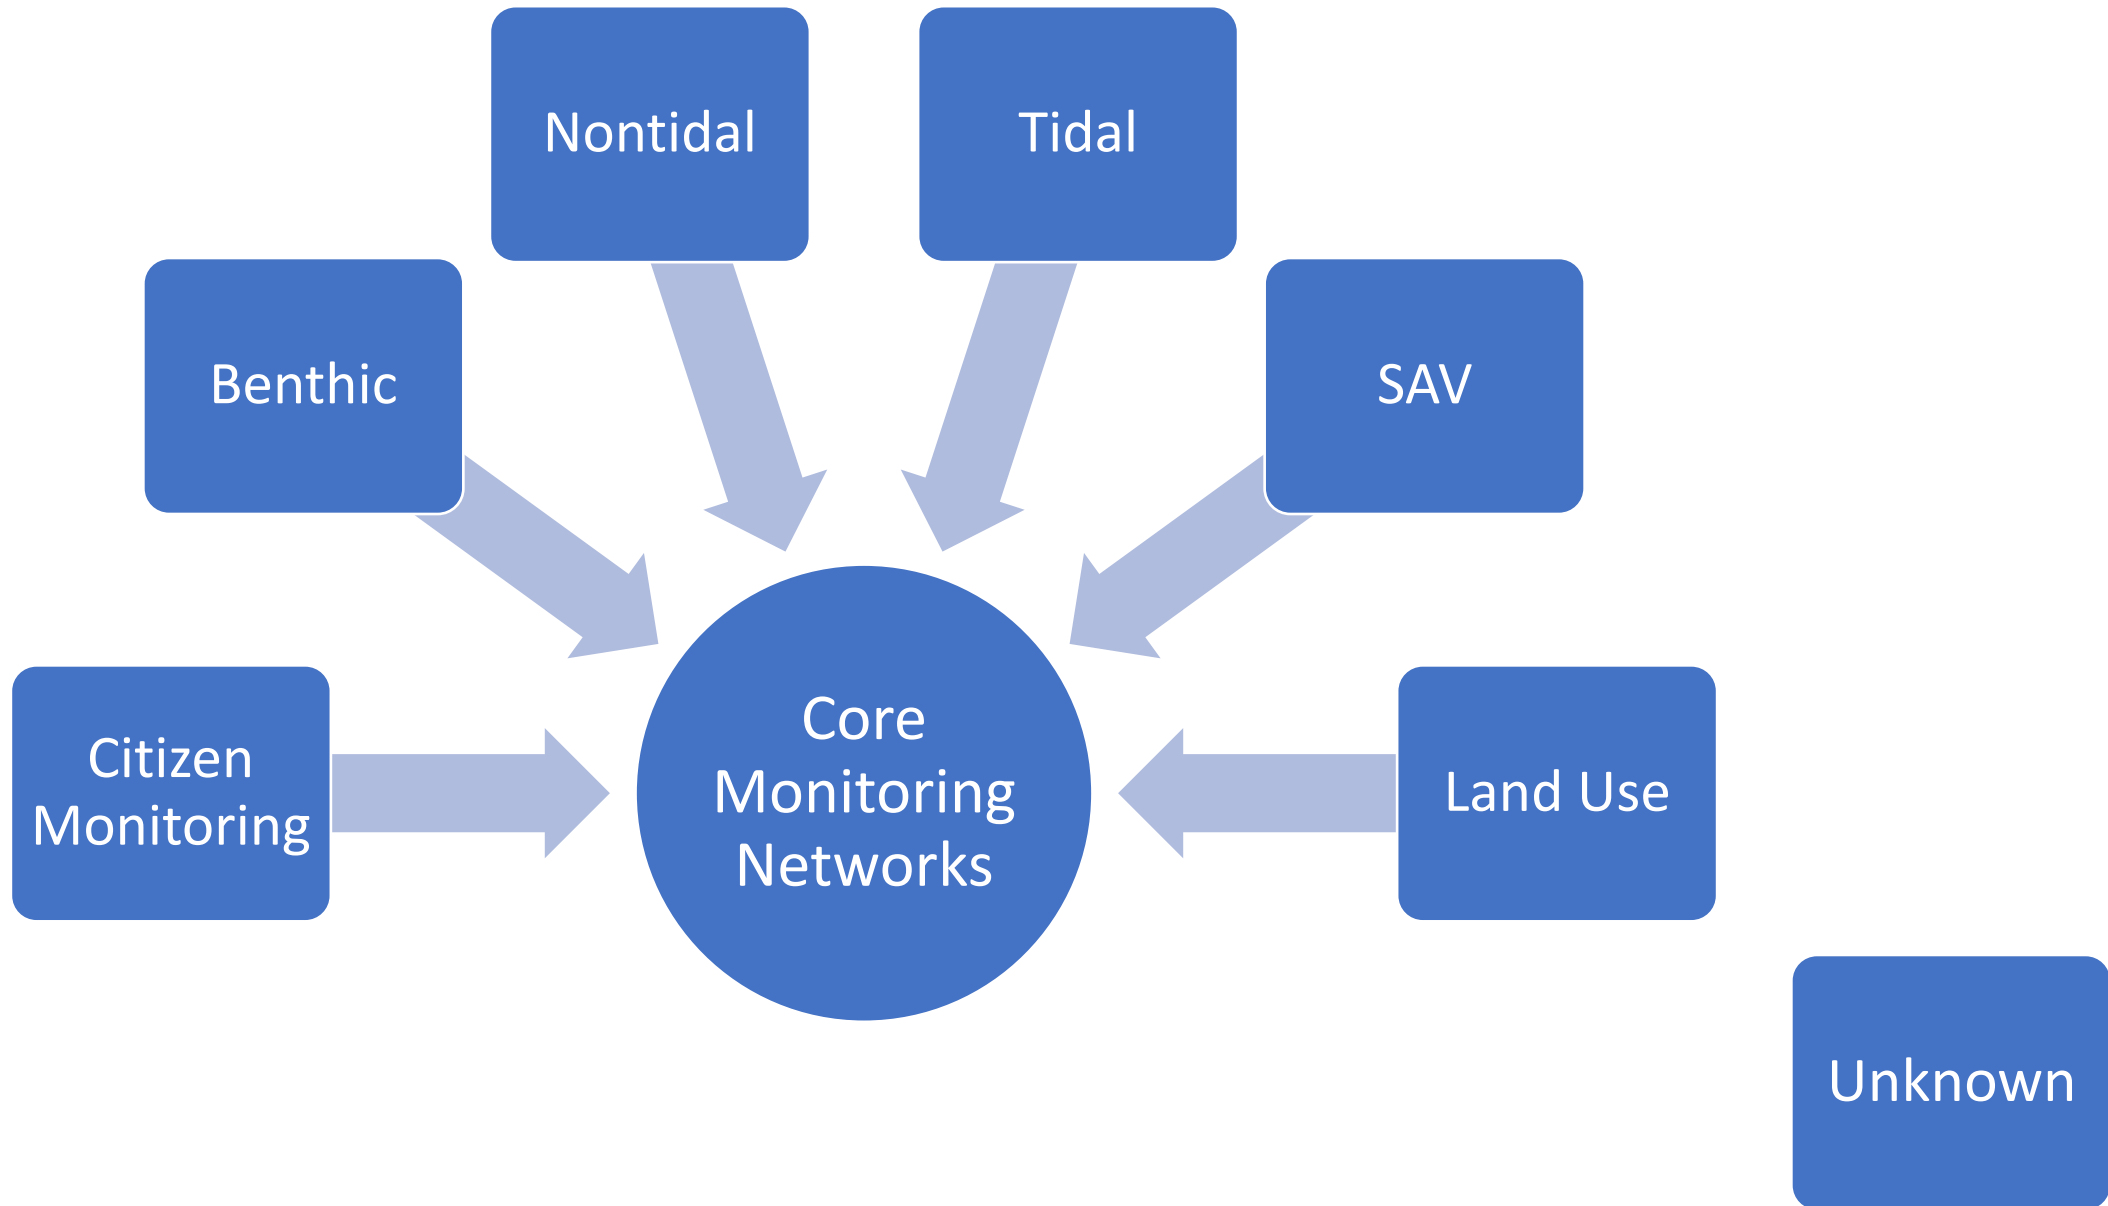 Nontidal
Tidal
Benthic
SAV
Citizen
Monitoring
Core
Monitoring
Networks
Land Use
Unknown